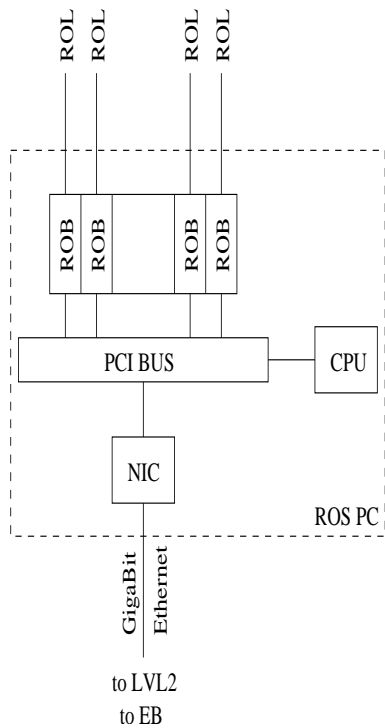 ROL
ROL
ROL
ROL
ROB
ROB
ROB
ROB
PCI BUS
CPU
NIC
ROS PC
GigaBit
Ethernet
to LVL2
to EB